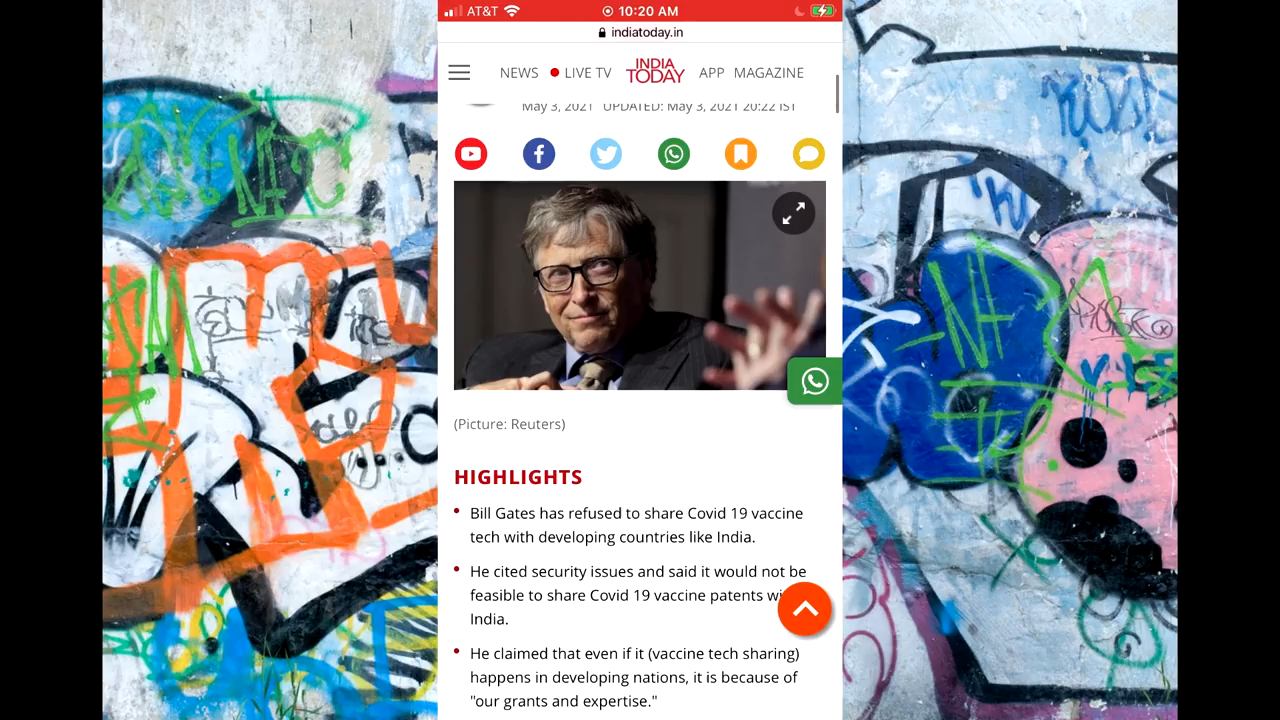 AT&T 10:20 AM
indiatoday.in
NEWS LIVE TV INDIA TODAY APP MAGAZINE
May 3, 2021 UPDATED: May 3, 2021 20:22 IST
(Picture: Reuters)
HIGHLIGHTS
Bill Gates has refused to share Covid 19 vaccine
tech with developing countries like India.
He cited security issues and said it would not be
feasible to share Covid 19 vaccine patents
India.
He claimed that even if it (vaccine tech sharing)
happens in developing nations, it is because of
"our grants and expertise."